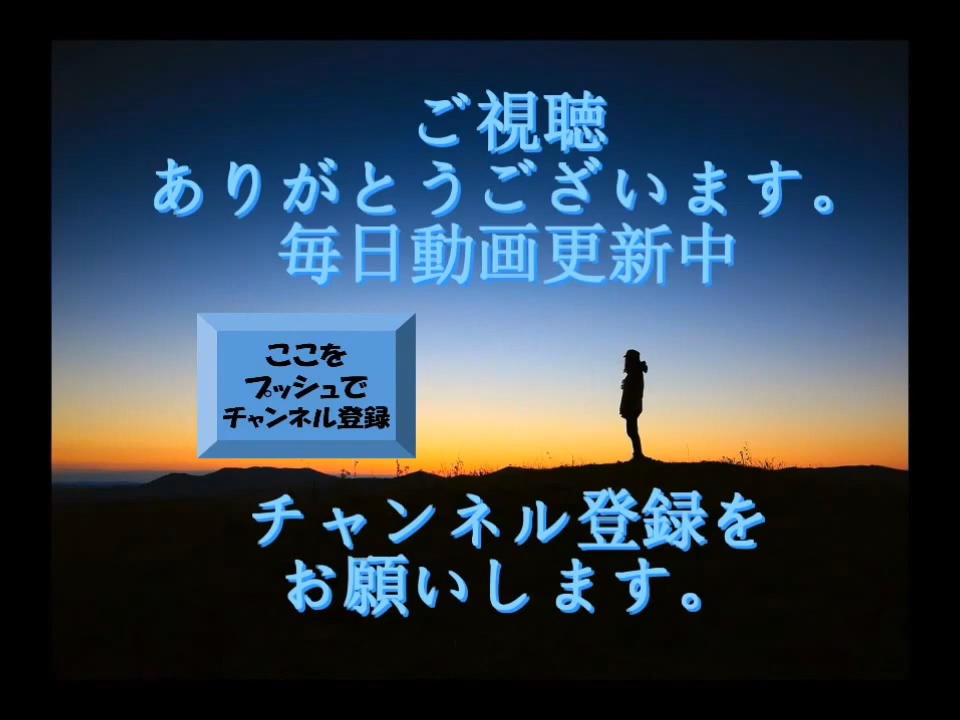 ご視聴
ありがとうございます。
毎日動画更新中
ここを
プッシュで
チャンネル登録
チャンネル登録を
お願いします。